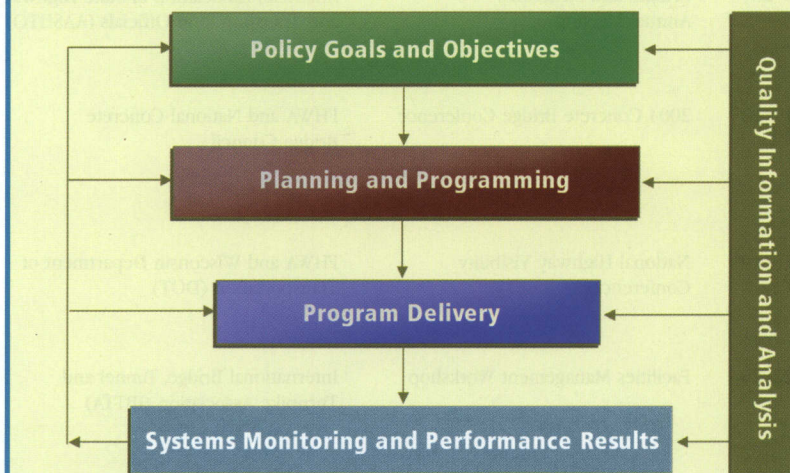 Policy Goals and Objectives
Planning and Programming
Program Delivery
Systems Monitoring and Performance Results
Quality Information and Analysis